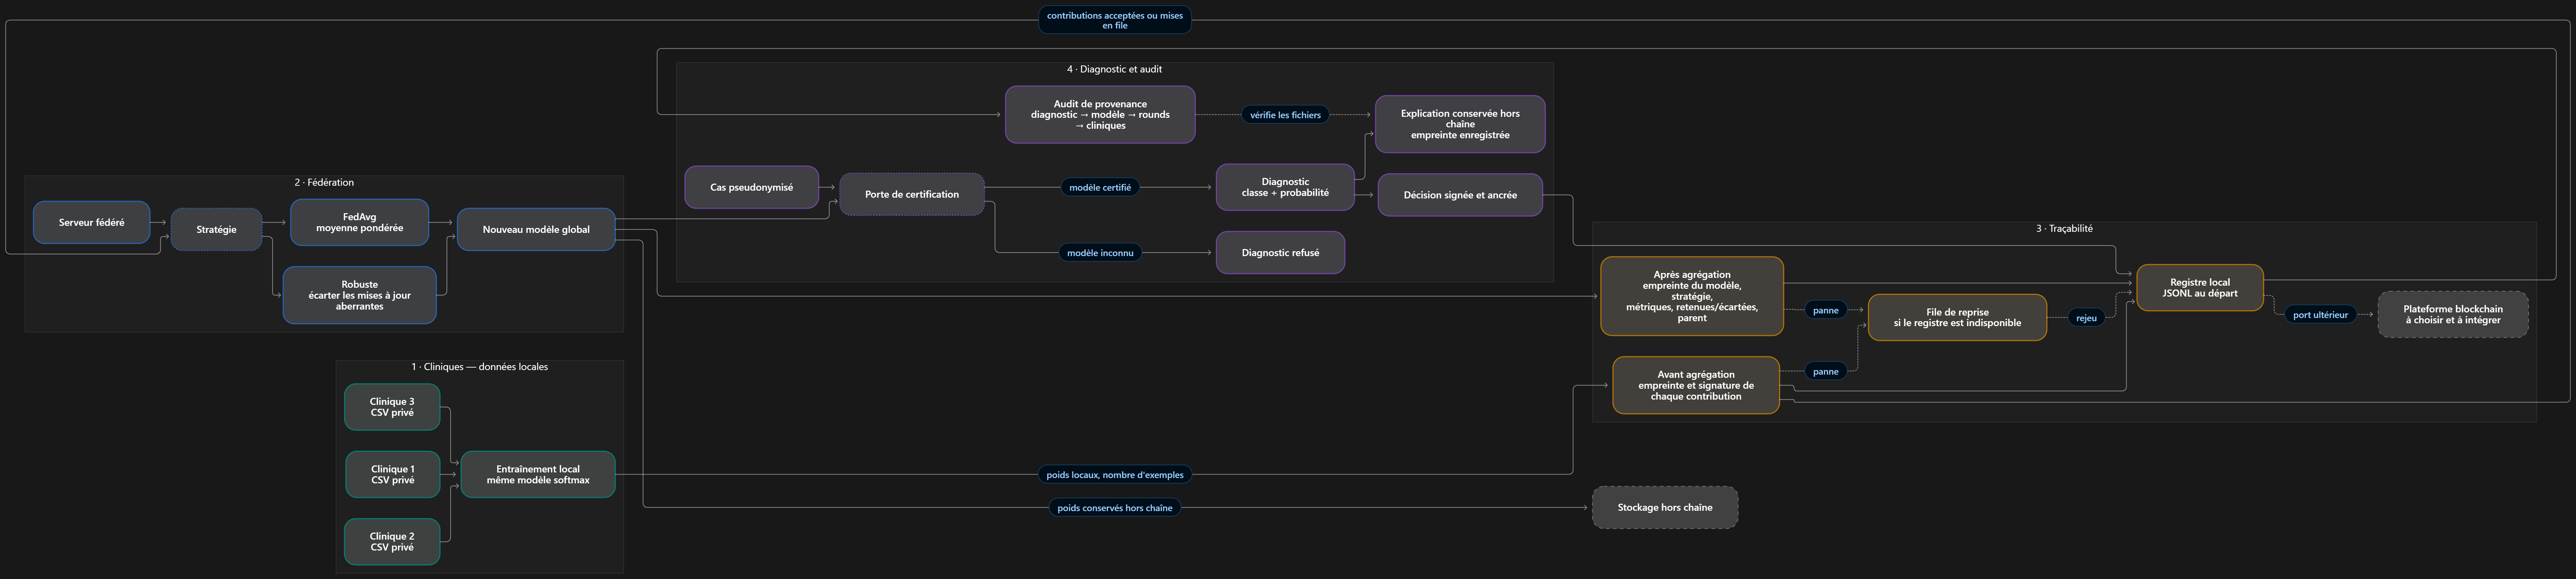 contributions acceptées ou mises
en file
4 · Diagnostic et audit
Audit de provenance
diagnostic → modèle → rounds
→ cliniques
vérifie les fichiers
Explication conservée hors
chaîne
empreinte enregistrée
Cas pseudonymisé
Porte de certification
modèle certifié
Diagnostic
classe + probabilité
Décision signée et ancrée
modèle inconnu
Diagnostic refusé
2 · Fédération
Serveur fédéré
Stratégie
FedAvg
moyenne pondérée
Nouveau modèle global
Robuste
écarter les mises à jour
aberrantes
3 · Traçabilité
Après agrégation
empreinte du modèle,
stratégie,
métriques, retenues/écartées,
parent
panne
File de reprise
si le registre est indisponible
rejeu
Registre local
JSONL au départ
port ultérieur
Plateforme blockchain
à choisir et à intégrer
Avant agrégation
empreinte et signature de
chaque contribution
panne
1 · Cliniques — données locales
Clinique 3
CSV privé
Clinique 1
CSV privé
Entraînement local
même modèle softmax
Clinique 2
CSV privé
poids locaux, nombre d'exemples
poids conservés hors chaîne
Stockage hors chaîne